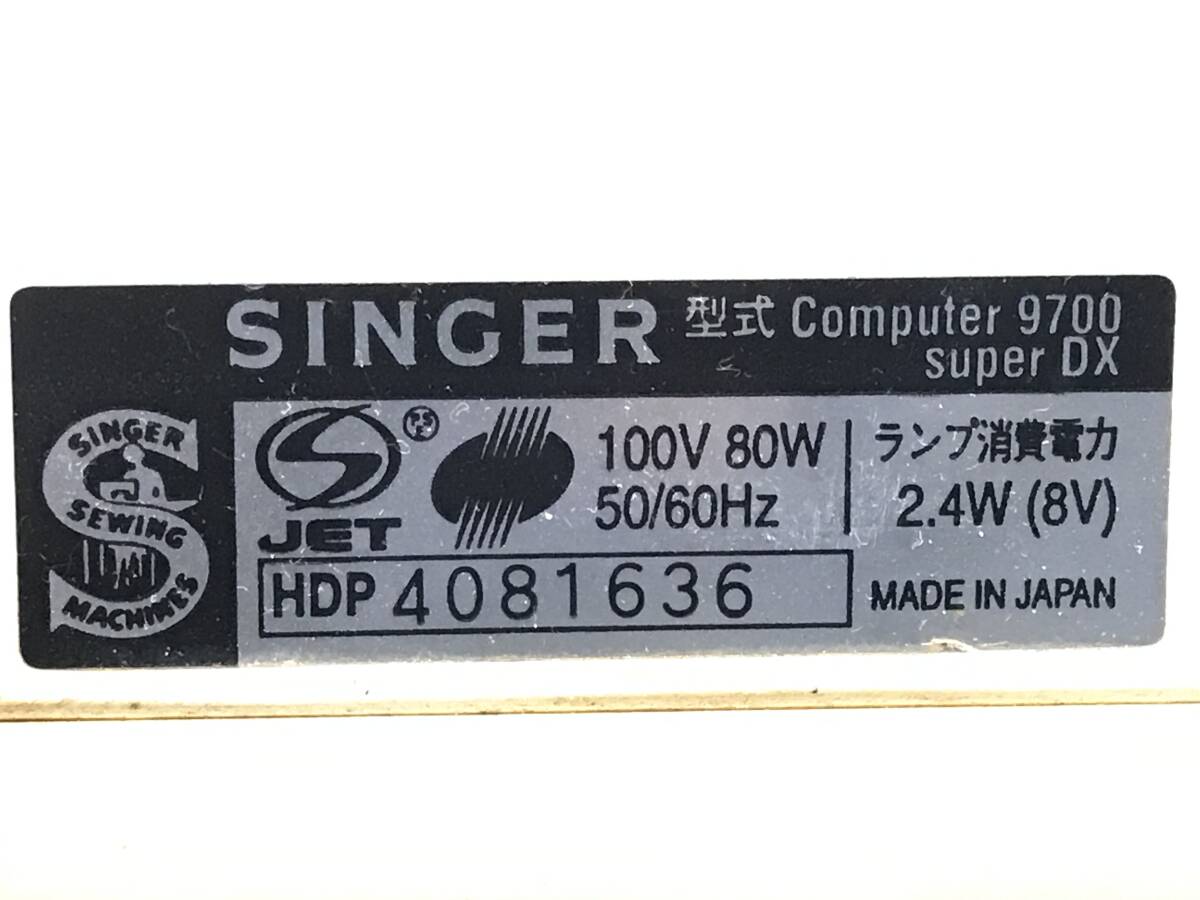 SINGER 型式 Computer 9700
super DX
SINGER
SEWING
MACHINES
S JET
PS
E
100V 80W
50/60Hz
ランプ消費電力
2.4W (8V)
HDP 4081636
MADE IN JAPAN